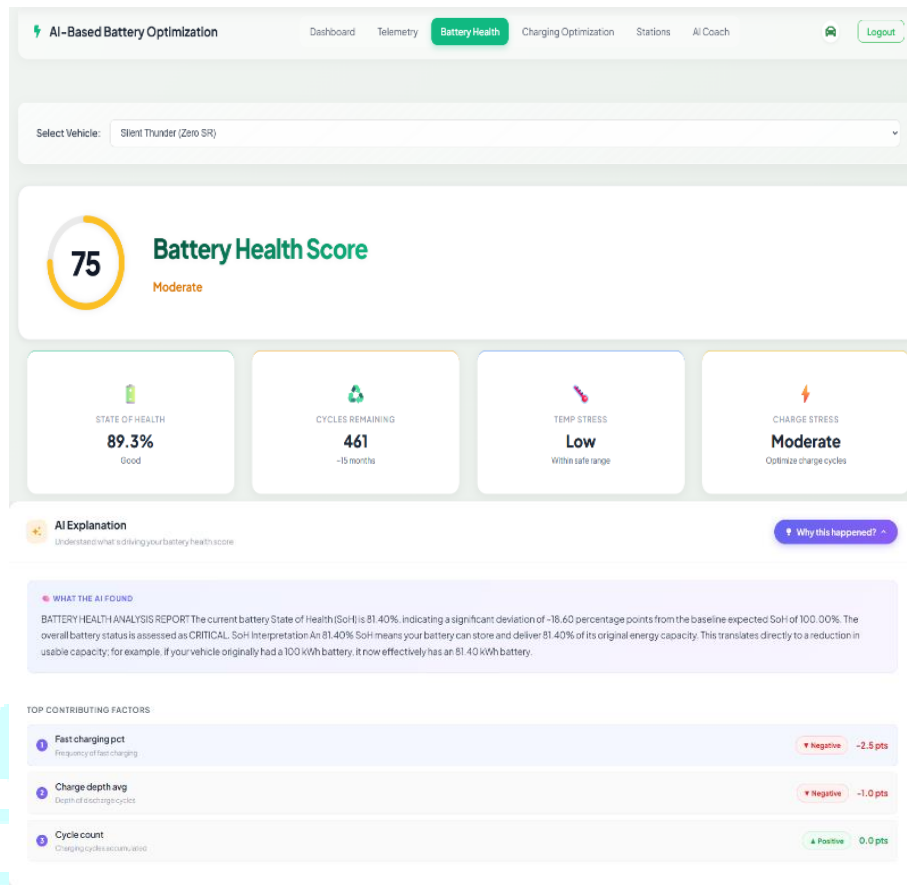 AI-Based Battery Optimization
Dashboard
Telemetry
Battery Health
Charging Optimization
Stations
AI Coach
Logout
Select Vehicle:
Silent Thunder (Zero SR)
75
Battery Health Score
Moderate
STATE OF HEALTH
89.3%
Good
CYCLES REMAINING
461
~15 months
TEMP STRESS
Low
Within safe range
CHARGE STRESS
Moderate
Optimize charge cycles
AI Explanation
Understand what's driving your battery health score
Why this happened?
WHAT THE AI FOUND
BATTERY HEALTH ANALYSIS REPORT The current battery State of Health (SoH) is 81.40%, indicating a significant deviation of -18.60 percentage points from the baseline expected SoH of 100.00%. The
overall battery status is assessed as CRITICAL. SoH Interpretation An 81.40% SoH means your battery can store and deliver 81.40% of its original energy capacity. This translates directly to a reduction in
usable capacity; for example, if your vehicle originally had a 100 kWh battery, it now effectively has an 81.40 kWh battery.
TOP CONTRIBUTING FACTORS
1
Fast charging pct
Frequency of fast charging
▼ Negative
-2.5 pts
2
Charge depth avg
Depth of discharge cycles
▼ Negative
-1.0 pts
3
Cycle count
Charging cycles accumulated
▲ Positive
0.0 pts